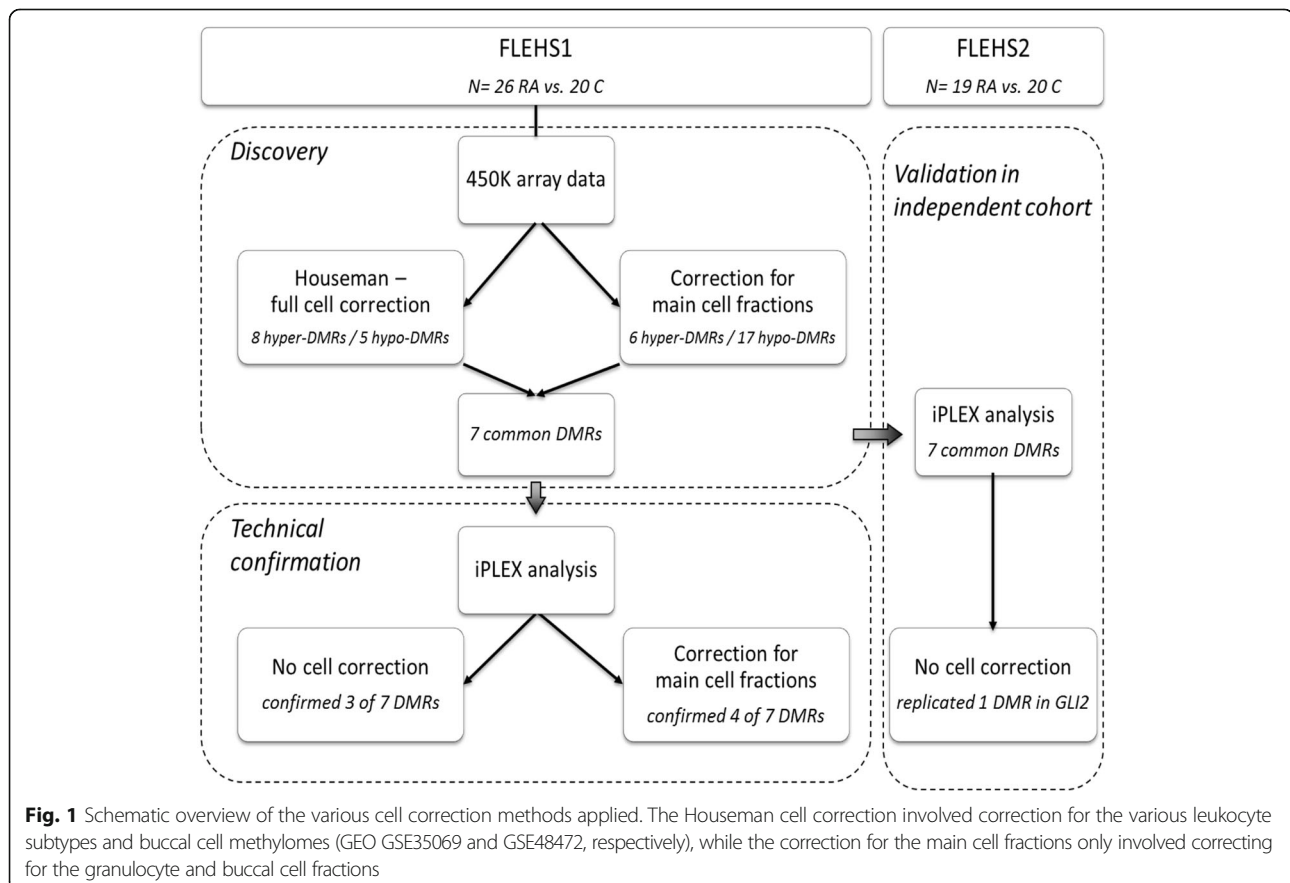 FLEHS1
N= 26 RA vs. 20 C
FLEHS2
N= 19 RA vs. 20 C
Discovery
450K array data
Houseman –
full cell correction
8 hyper-DMRs / 5 hypo-DMRs
Correction for
main cell fractions
6 hyper-DMRs / 17 hypo-DMRs
7 common DMRs
Technical
confirmation
iPLEX analysis
No cell correction
confirmed 3 of 7 DMRs
Correction for
main cell fractions
confirmed 4 of 7 DMRs
Validation in
independent cohort
iPLEX analysis
7 common DMRs
No cell correction
replicated 1 DMR in GLI2
Fig. 1 Schematic overview of the various cell correction methods applied. The Houseman cell correction involved correction for the various leukocyte
subtypes and buccal cell methylomes (GEO GSE35069 and GSE48472, respectively), while the correction for the main cell fractions only involved correcting
for the granulocyte and buccal cell fractions